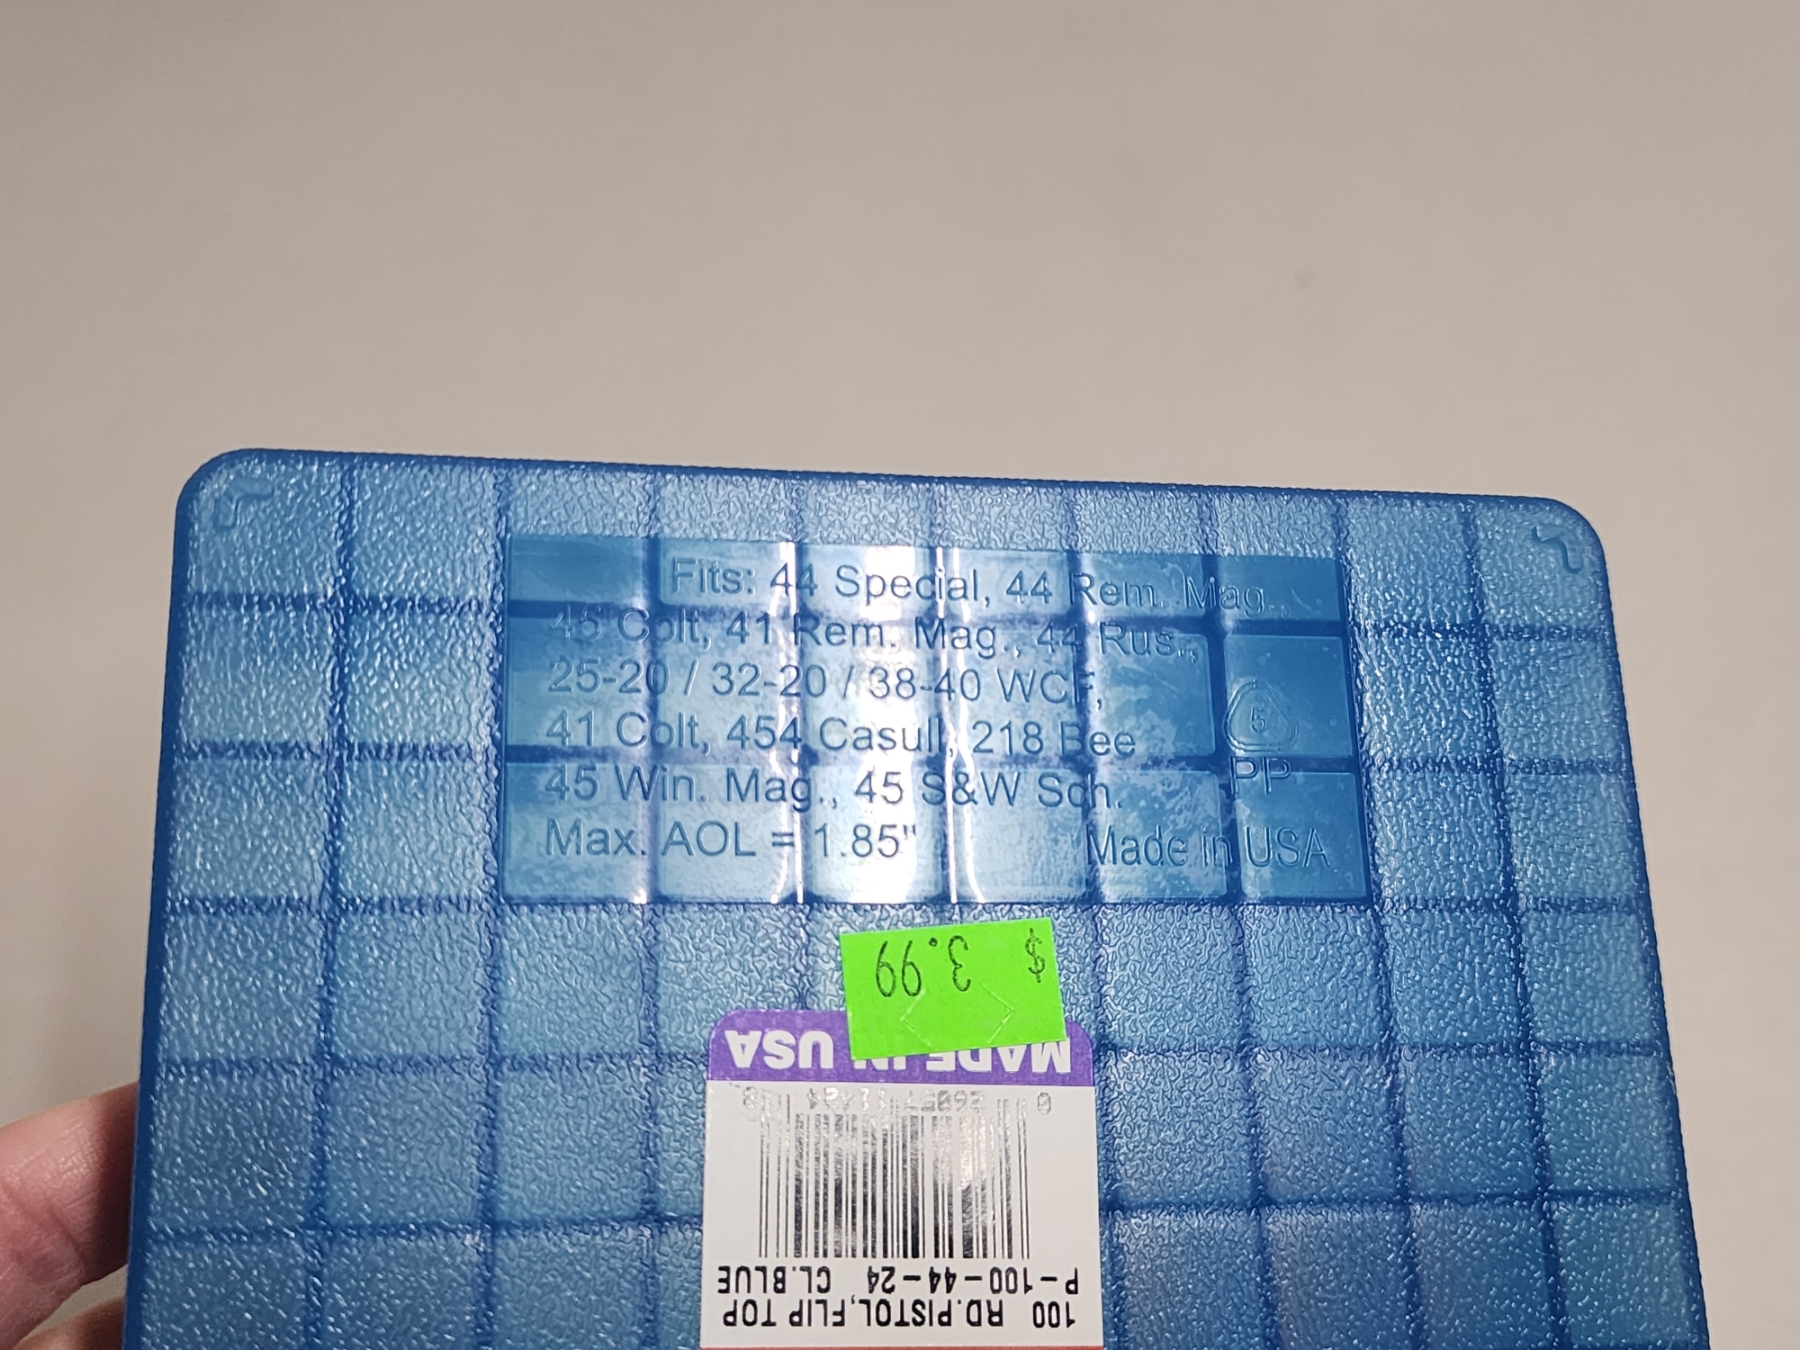 Fits: 44 Special, 44 Rem. Mag.,
45 Colt, 41 Rem. Mag., 44 Rus.,
25-20 / 32-20 / 38-40 WCF,
41 Colt, 454 Casull, 218 Bee
45 Win. Mag., 45 S&W Sch.
Max. AOL = 1.85"
Made in USA
5
PP
$ 3.99
MADE IN USA
100 RD.PISTOL,FLIP TOP
P-100-44-24 CL.BLUE